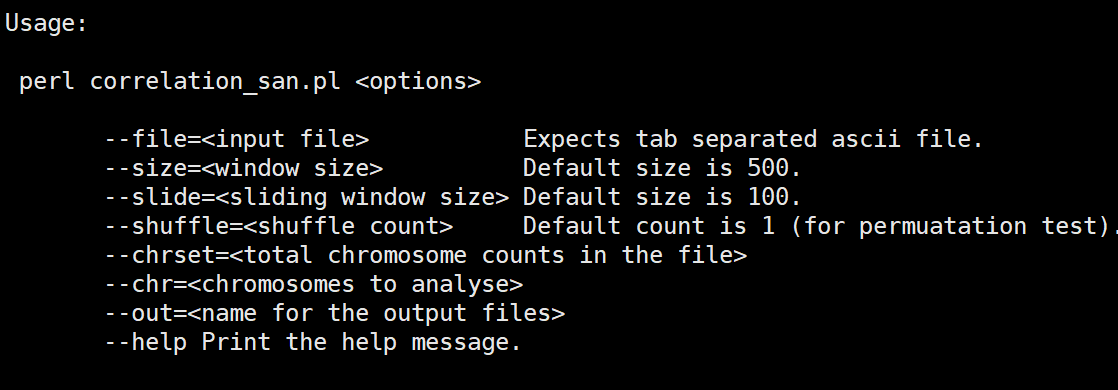 Usage:
perl correlation_san.pl <options>
--file=<input file> Expects tab separated ascii file.
--size=<window size> Default size is 500.
--slide=<sliding window size> Default size is 100.
--shuffle=<shuffle count> Default count is 1 (for permuatation test).
--chrset=<total chromosome counts in the file>
--chr=<chromosomes to analyse>
--out=<name for the output files>
--help Print the help message.